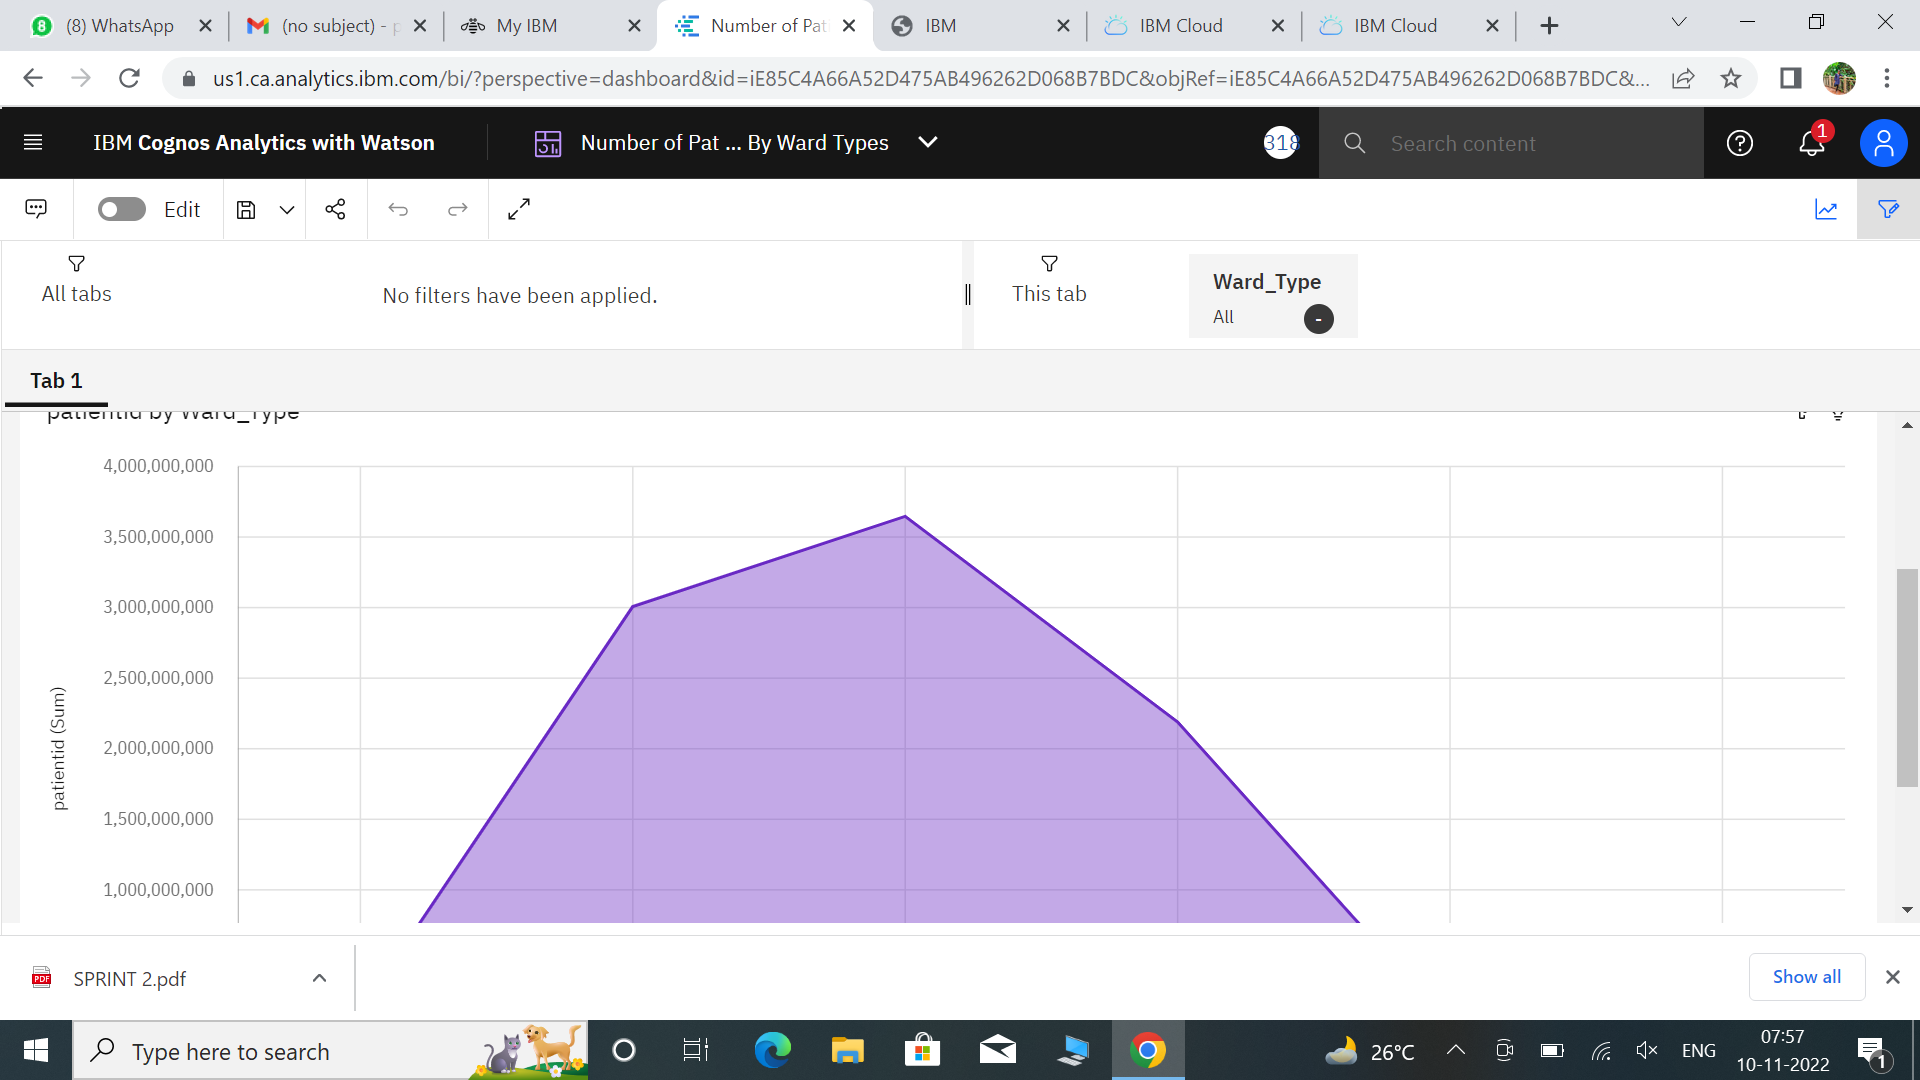 8 (8) WhatsApp
(no subject) - p
My IBM
Number of Pat
IBM
IBM Cloud
IBM Cloud
us1.ca.analytics.ibm.com/bi/?perspective=dashboard&id=iE85C4A66A52D475AB496262D068B7BDC&objRef=iE85C4A66A52D475AB496262D068B7BDC&...
IBM Cognos Analytics with Watson
Number of Pat ... By Ward Types
318
Search content
1
Edit
All tabs
No filters have been applied.
This tab
Ward_Type
All
-
Tab 1
patientid by Ward_Type
4,000,000,000
3,500,000,000
3,000,000,000
2,500,000,000
2,000,000,000
1,500,000,000
1,000,000,000
patientid (Sum)
PDF
SPRINT 2.pdf
Show all
Type here to search
26°C
ENG
07:57
10-11-2022
1